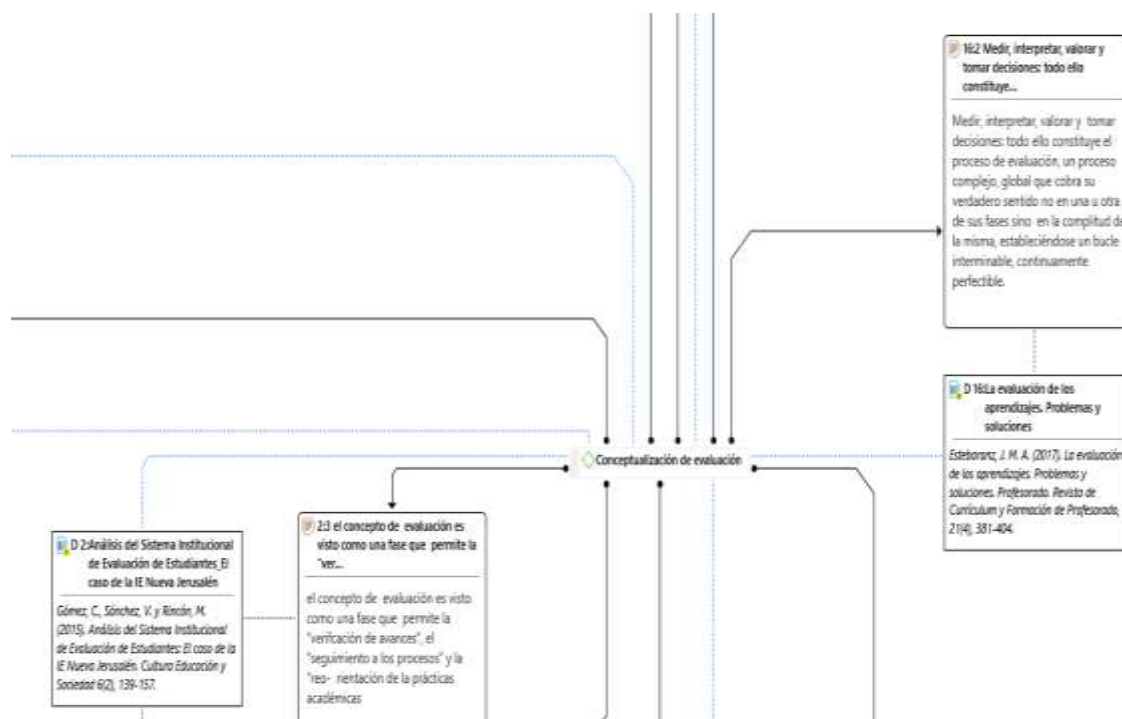 16:2 Medir, interpretar, valorar y
tomar decisiones: todo ello
constituye...
Medir, interpretar, valorar y tomar
decisiones: todo ello constituye el
proceso de evaluación, un proceso
complejo, global que cobra su
verdadero sentido no en una u otra
de sus fases sino en la complitud de
la misma, estableciéndose un bucle
interminable, continuamente
perfectible.
D 16:La evaluación de los
aprendizajes. Problemas y
soluciones
Estebaranz, J. M. A. (2017). La evaluación
de los aprendizajes. Problemas y
soluciones. Profesorado. Revista de
Currículum y Formación de Profesorado,
21(4), 381-404.
Conceptualización de evaluación
2:3 el concepto de evaluación es
visto como una fase que permite la
"ver...
el concepto de evaluación es visto
como una fase que permite la
"verificación de avances", el
"seguimiento a los procesos" y la
"reo- rientación de la prácticas
académicas
D 2:Análisis del Sistema Institucional
de Evaluación de Estudiantes_El
caso de la IE Nueva Jerusalén
Gómez, C., Sánchez, V. y Rincón, M.
(2015). Análisis del Sistema Institucional
de Evaluación de Estudiantes: El caso de la
IE Nueva Jerusalén. Cultura Educación y
Sociedad 6(2), 139-157.